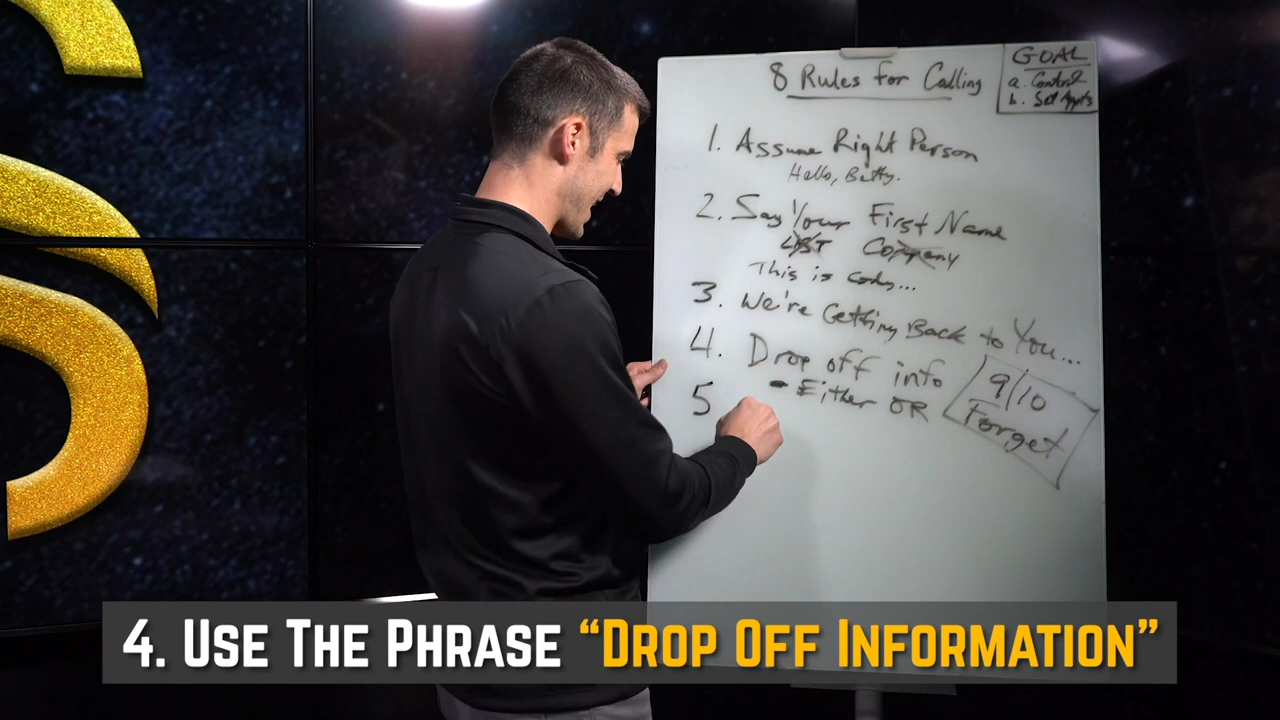 8 Rules for Calling
GOAL
a. Control
b. Set Appts
1. Assume Right Person
Hello, Betty.
2. Say Your First Name
LAST Company
This is Cody...
3. We're Getting Back to You...
4. Drop off info
- Either OR
9/10
Forget
5
4. USE THE PHRASE “DROP OFF INFORMATION”